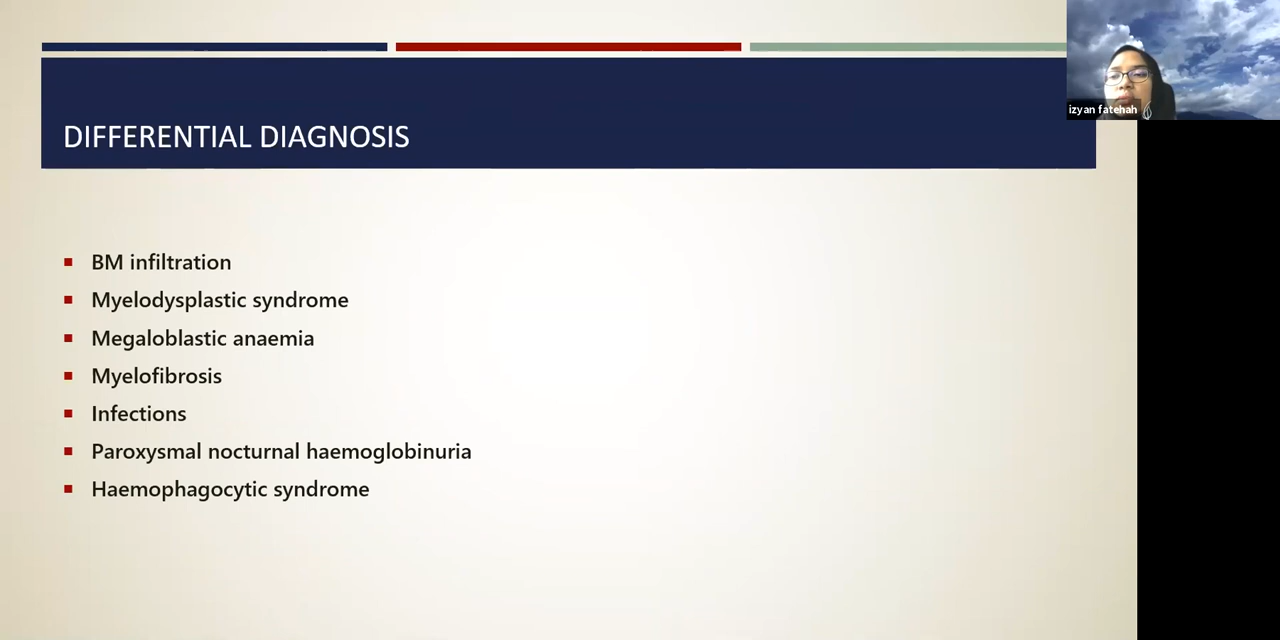 DIFFERENTIAL DIAGNOSIS
izyan fatehah
BM infiltration
Myelodysplastic syndrome
Megaloblastic anaemia
Myelofibrosis
Infections
Paroxysmal nocturnal haemoglobinuria
Haemophagocytic syndrome